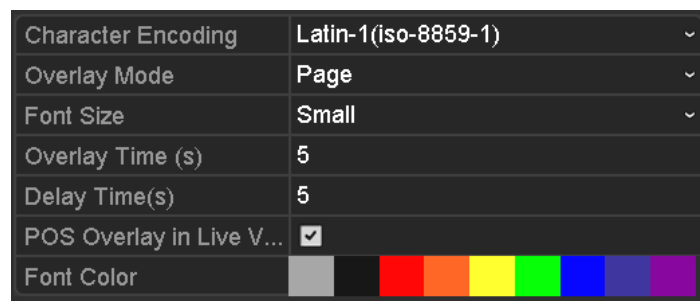 Character Encoding Latin-1(iso-8859-1)
Overlay Mode Page
Font Size Small
Overlay Time (s) 5
Delay Time(s) 5
POS Overlay in Live V...
Font Color